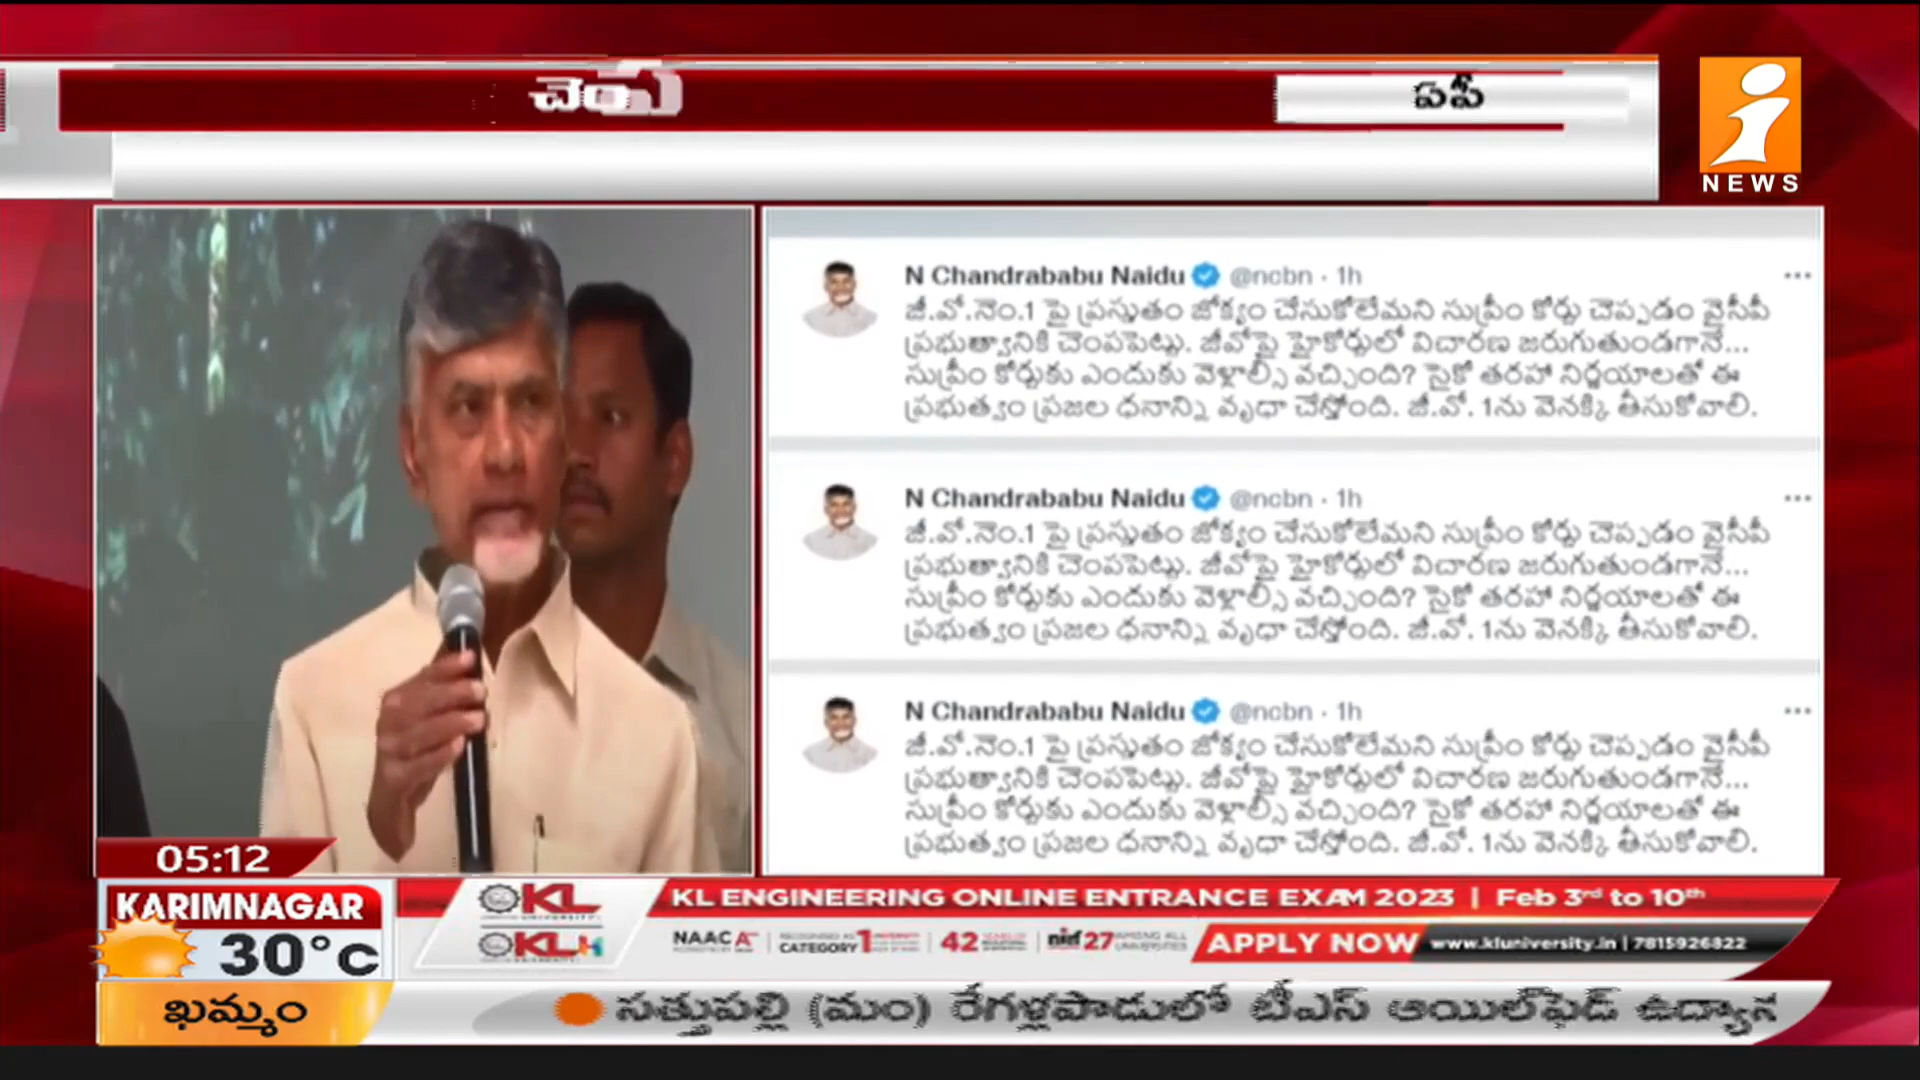 ఏపీ
i
NEWS
N Chandrababu Naidu @ncbn · 1h
జీ.వో.నెం.1 పై ప్రస్తుతం జోక్యం చేసుకోలేమని సుప్రీం కోర్టు చెప్పడం వైసీపీ
ప్రభుత్వానికి చెంపపెట్టు. జీవోపై హైకోర్టులో విచారణ జరుగుతుండగానే...
సుప్రీం కోర్టుకు ఎందుకు వెళ్లాల్సి వచ్చింది? సైకో తరహా నిర్ణయాలతో ఈ
ప్రభుత్వం ప్రజల ధనాన్ని వృధా చేస్తోంది. జీ.వో. 1ను వెనక్కి తీసుకోవాలి.
N Chandrababu Naidu @ncbn · 1h
జీ.వో.నెం.1 పై ప్రస్తుతం జోక్యం చేసుకోలేమని సుప్రీం కోర్టు చెప్పడం వైసీపీ
ప్రభుత్వానికి చెంపపెట్టు. జీవోపై హైకోర్టులో విచారణ జరుగుతుండగానే...
సుప్రీం కోర్టుకు ఎందుకు వెళ్లాల్సి వచ్చింది? సైకో తరహా నిర్ణయాలతో ఈ
ప్రభుత్వం ప్రజల ధనాన్ని వృధా చేస్తోంది. జీ.వో. 1ను వెనక్కి తీసుకోవాలి.
N Chandrababu Naidu @ncbn · 1h
జీ.వో.నెం.1 పై ప్రస్తుతం జోక్యం చేసుకోలేమని సుప్రీం కోర్టు చెప్పడం వైసీపీ
ప్రభుత్వానికి చెంపపెట్టు. జీవోపై హైకోర్టులో విచారణ జరుగుతుండగానే...
సుప్రీం కోర్టుకు ఎందుకు వెళ్లాల్సి వచ్చింది? సైకో తరహా నిర్ణయాలతో ఈ
ప్రభుత్వం ప్రజల ధనాన్ని వృధా చేస్తోంది. జీ.వో. 1ను వెనక్కి తీసుకోవాలి.
05:12
KARIMNAGAR
30°c
KL
KLH
KL ENGINEERING ONLINE ENTRANCE EXAM 2023 | Feb 3rd to 10th
NAAC A CATEGORY 1 42 nirf 27 APPLY NOW www.kluniversity.in | 7815926822
ఖమ్మం
సత్తుపల్లి (మం) రేగళ్లపాడులో టీఎస్ ఆయిల్‌ఫెడ్